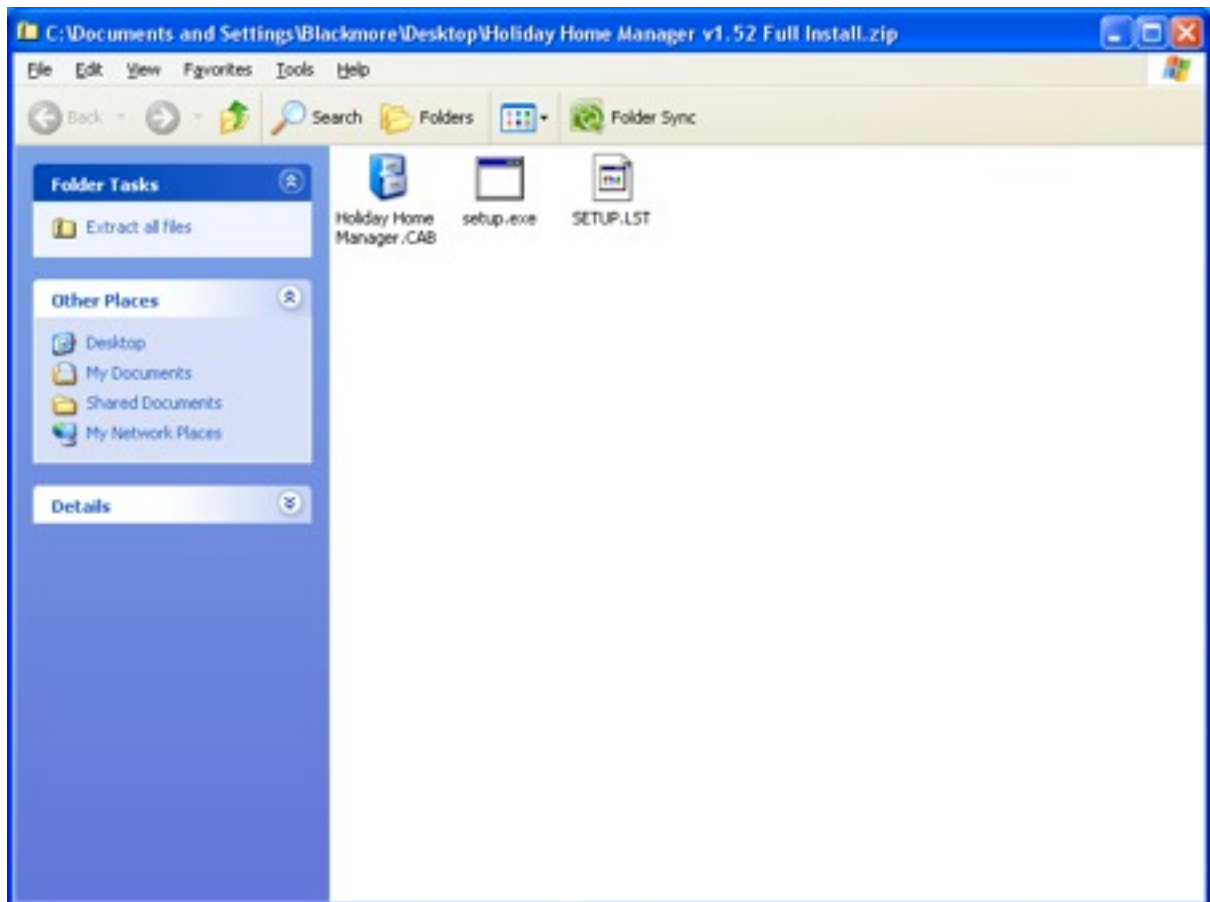 C:\Documents and Settings\Blackmore\Desktop\Holiday Home Manager v1.52 Full Install.zip
File Edit View Favorites Tools Help
Back Search Folders Folder Sync
Folder Tasks
Extract all files
Other Places
Desktop
My Documents
Shared Documents
My Network Places
Details
Holiday Home
Manager.CAB
setup.exe
SETUP.LST